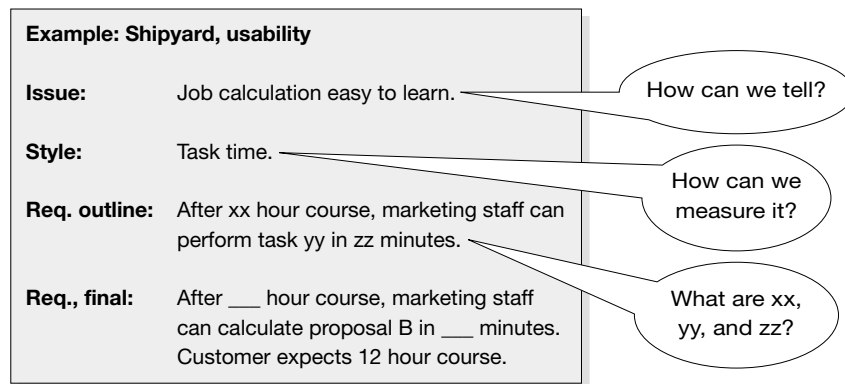 Example: Shipyard, usability
Issue: Job calculation easy to learn.
How can we tell?
Style: Task time.
How can we
measure it?
Req. outline: After xx hour course, marketing staff can
perform task yy in zz minutes.
What are xx,
yy, and zz?
Req., final: After ___ hour course, marketing staff
can calculate proposal B in ___ minutes.
Customer expects 12 hour course.